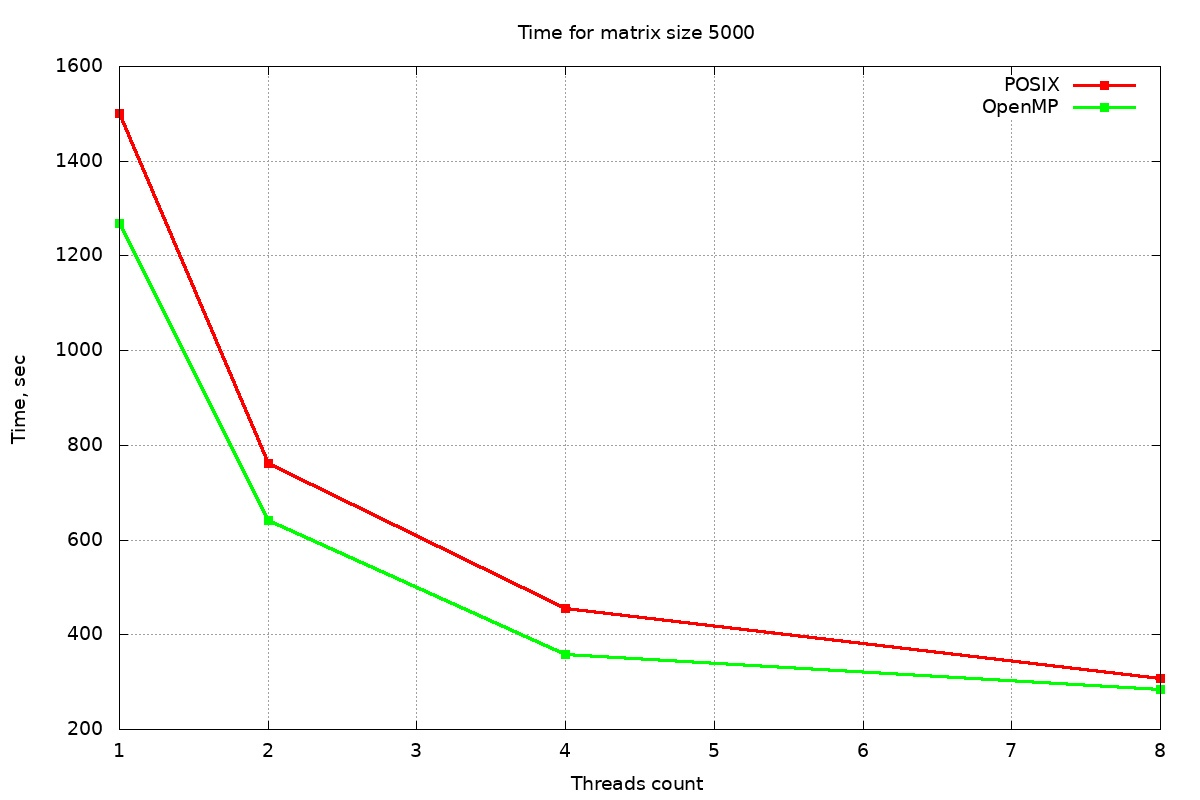 Time for matrix size 5000
1600
1400
1200
1000
800
600
400
200
Time, sec
POSIX
OpenMP
1 2 3 4 5 6 7 8
Threads count